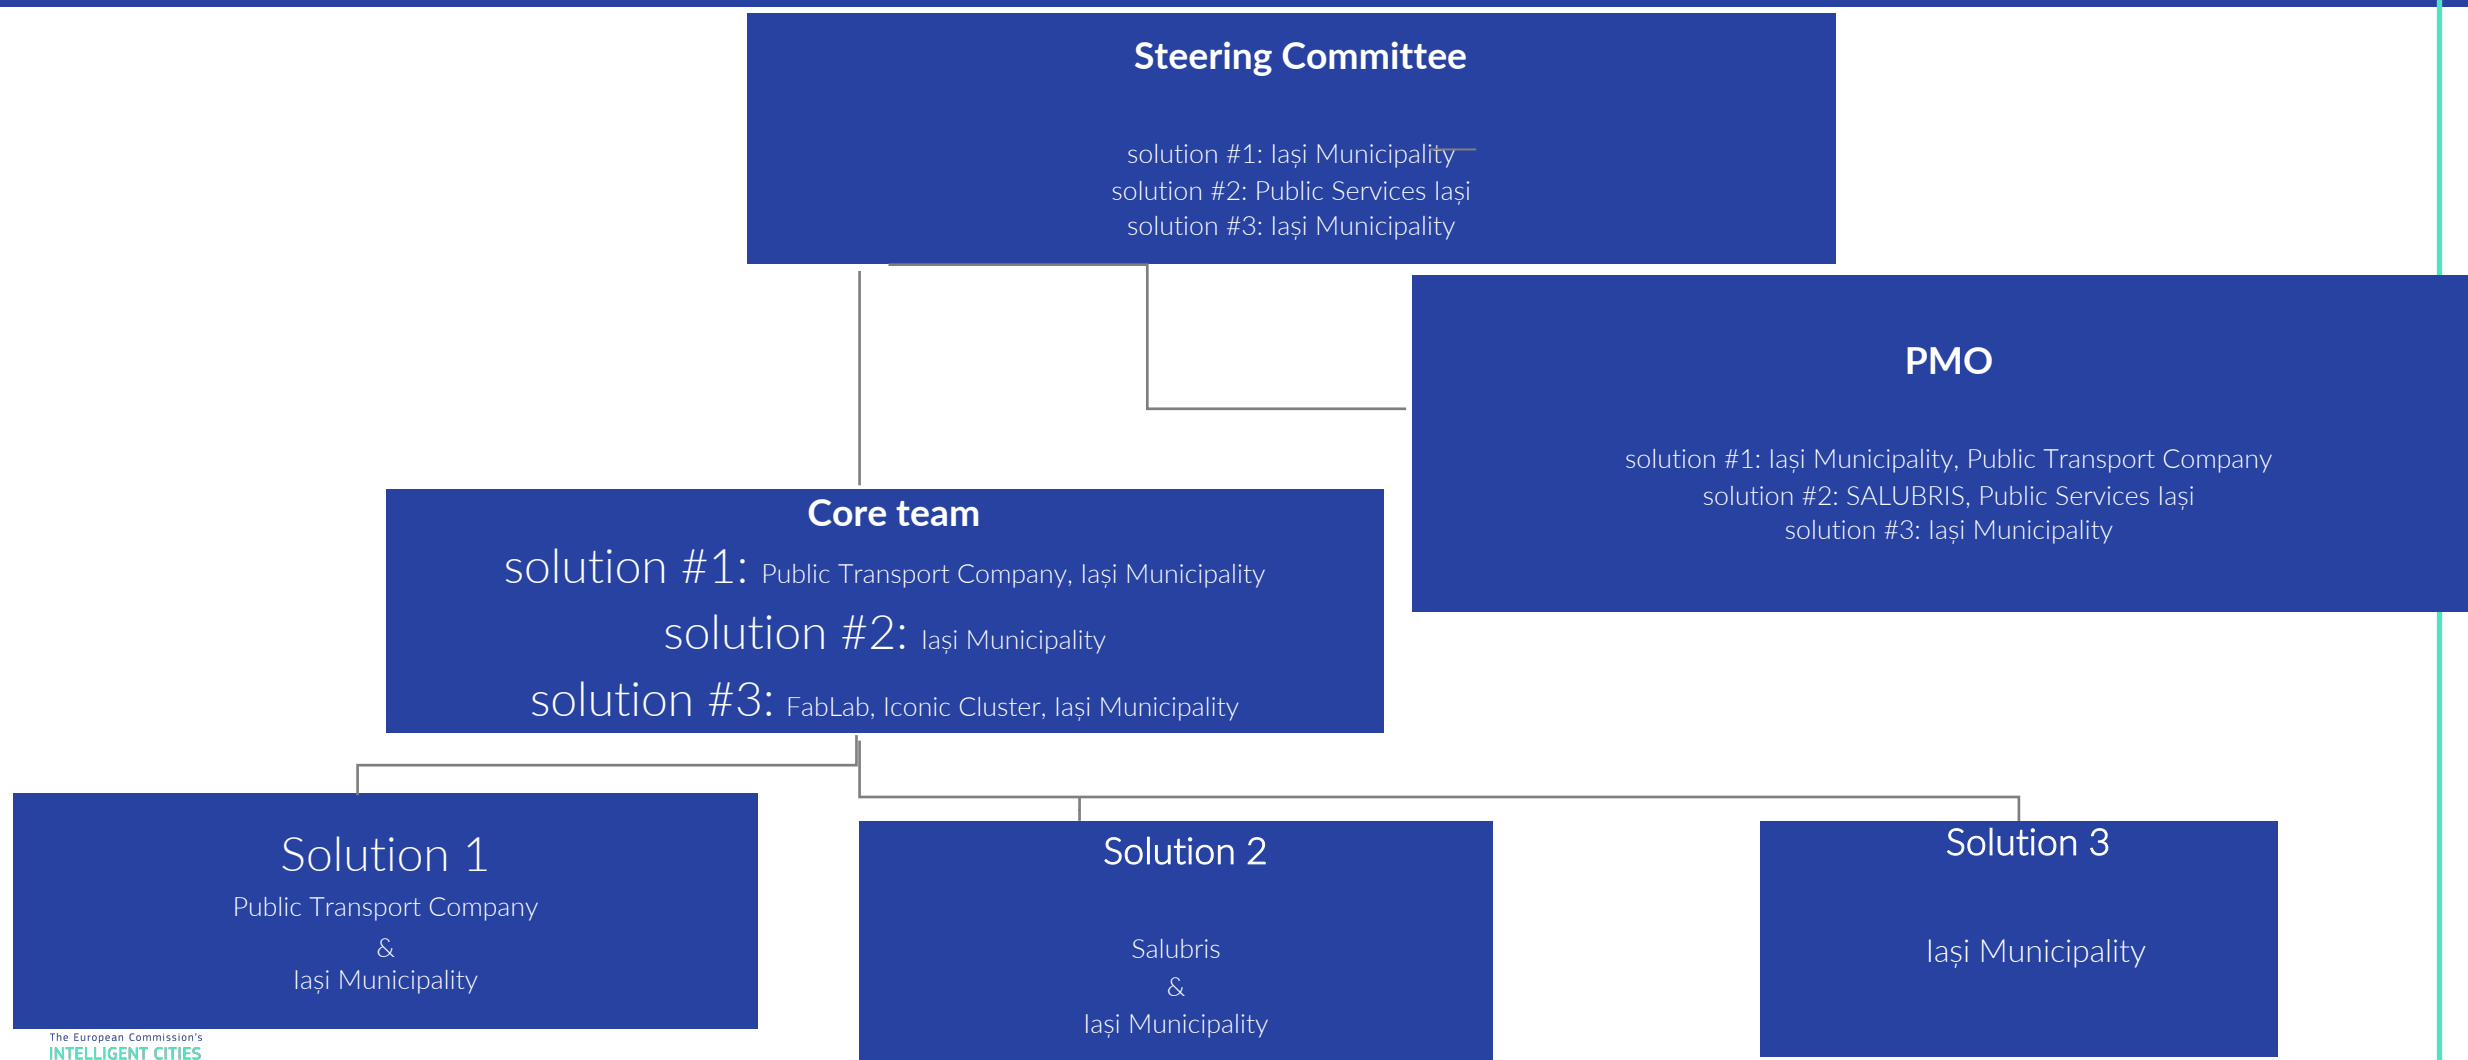 Steering Committee
solution #1: Iași Municipality
solution #2: Public Services Iași
solution #3: Iași Municipality
PMO
solution #1: Iași Municipality, Public Transport Company
solution #2: SALUBRIS, Public Services Iași
solution #3: Iași Municipality
Core team
solution #1: Public Transport Company, Iași Municipality
solution #2: Iași Municipality
solution #3: FabLab, Iconic Cluster, Iași Municipality
Solution 1
Public Transport Company
&
Iași Municipality
Solution 2
Salubris
&
Iași Municipality
Solution 3
Iași Municipality
The European Commission's
INTELLIGENT CITIES